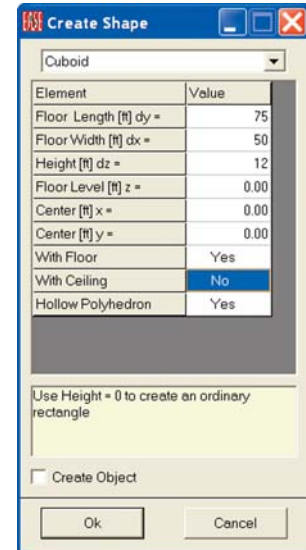 Create Shape
Cuboid
Element Value
Floor Length [ft] dy = 75
Floor Width [ft] dx = 50
Height [ft] dz = 12
Floor Level [ft] z = 0.00
Center [ft] x = 0.00
Center [ft] y = 0.00
With Floor Yes
With Ceiling No
Hollow Polyhedron Yes
Use Height = 0 to create an ordinary
rectangle
Create Object
Ok Cancel